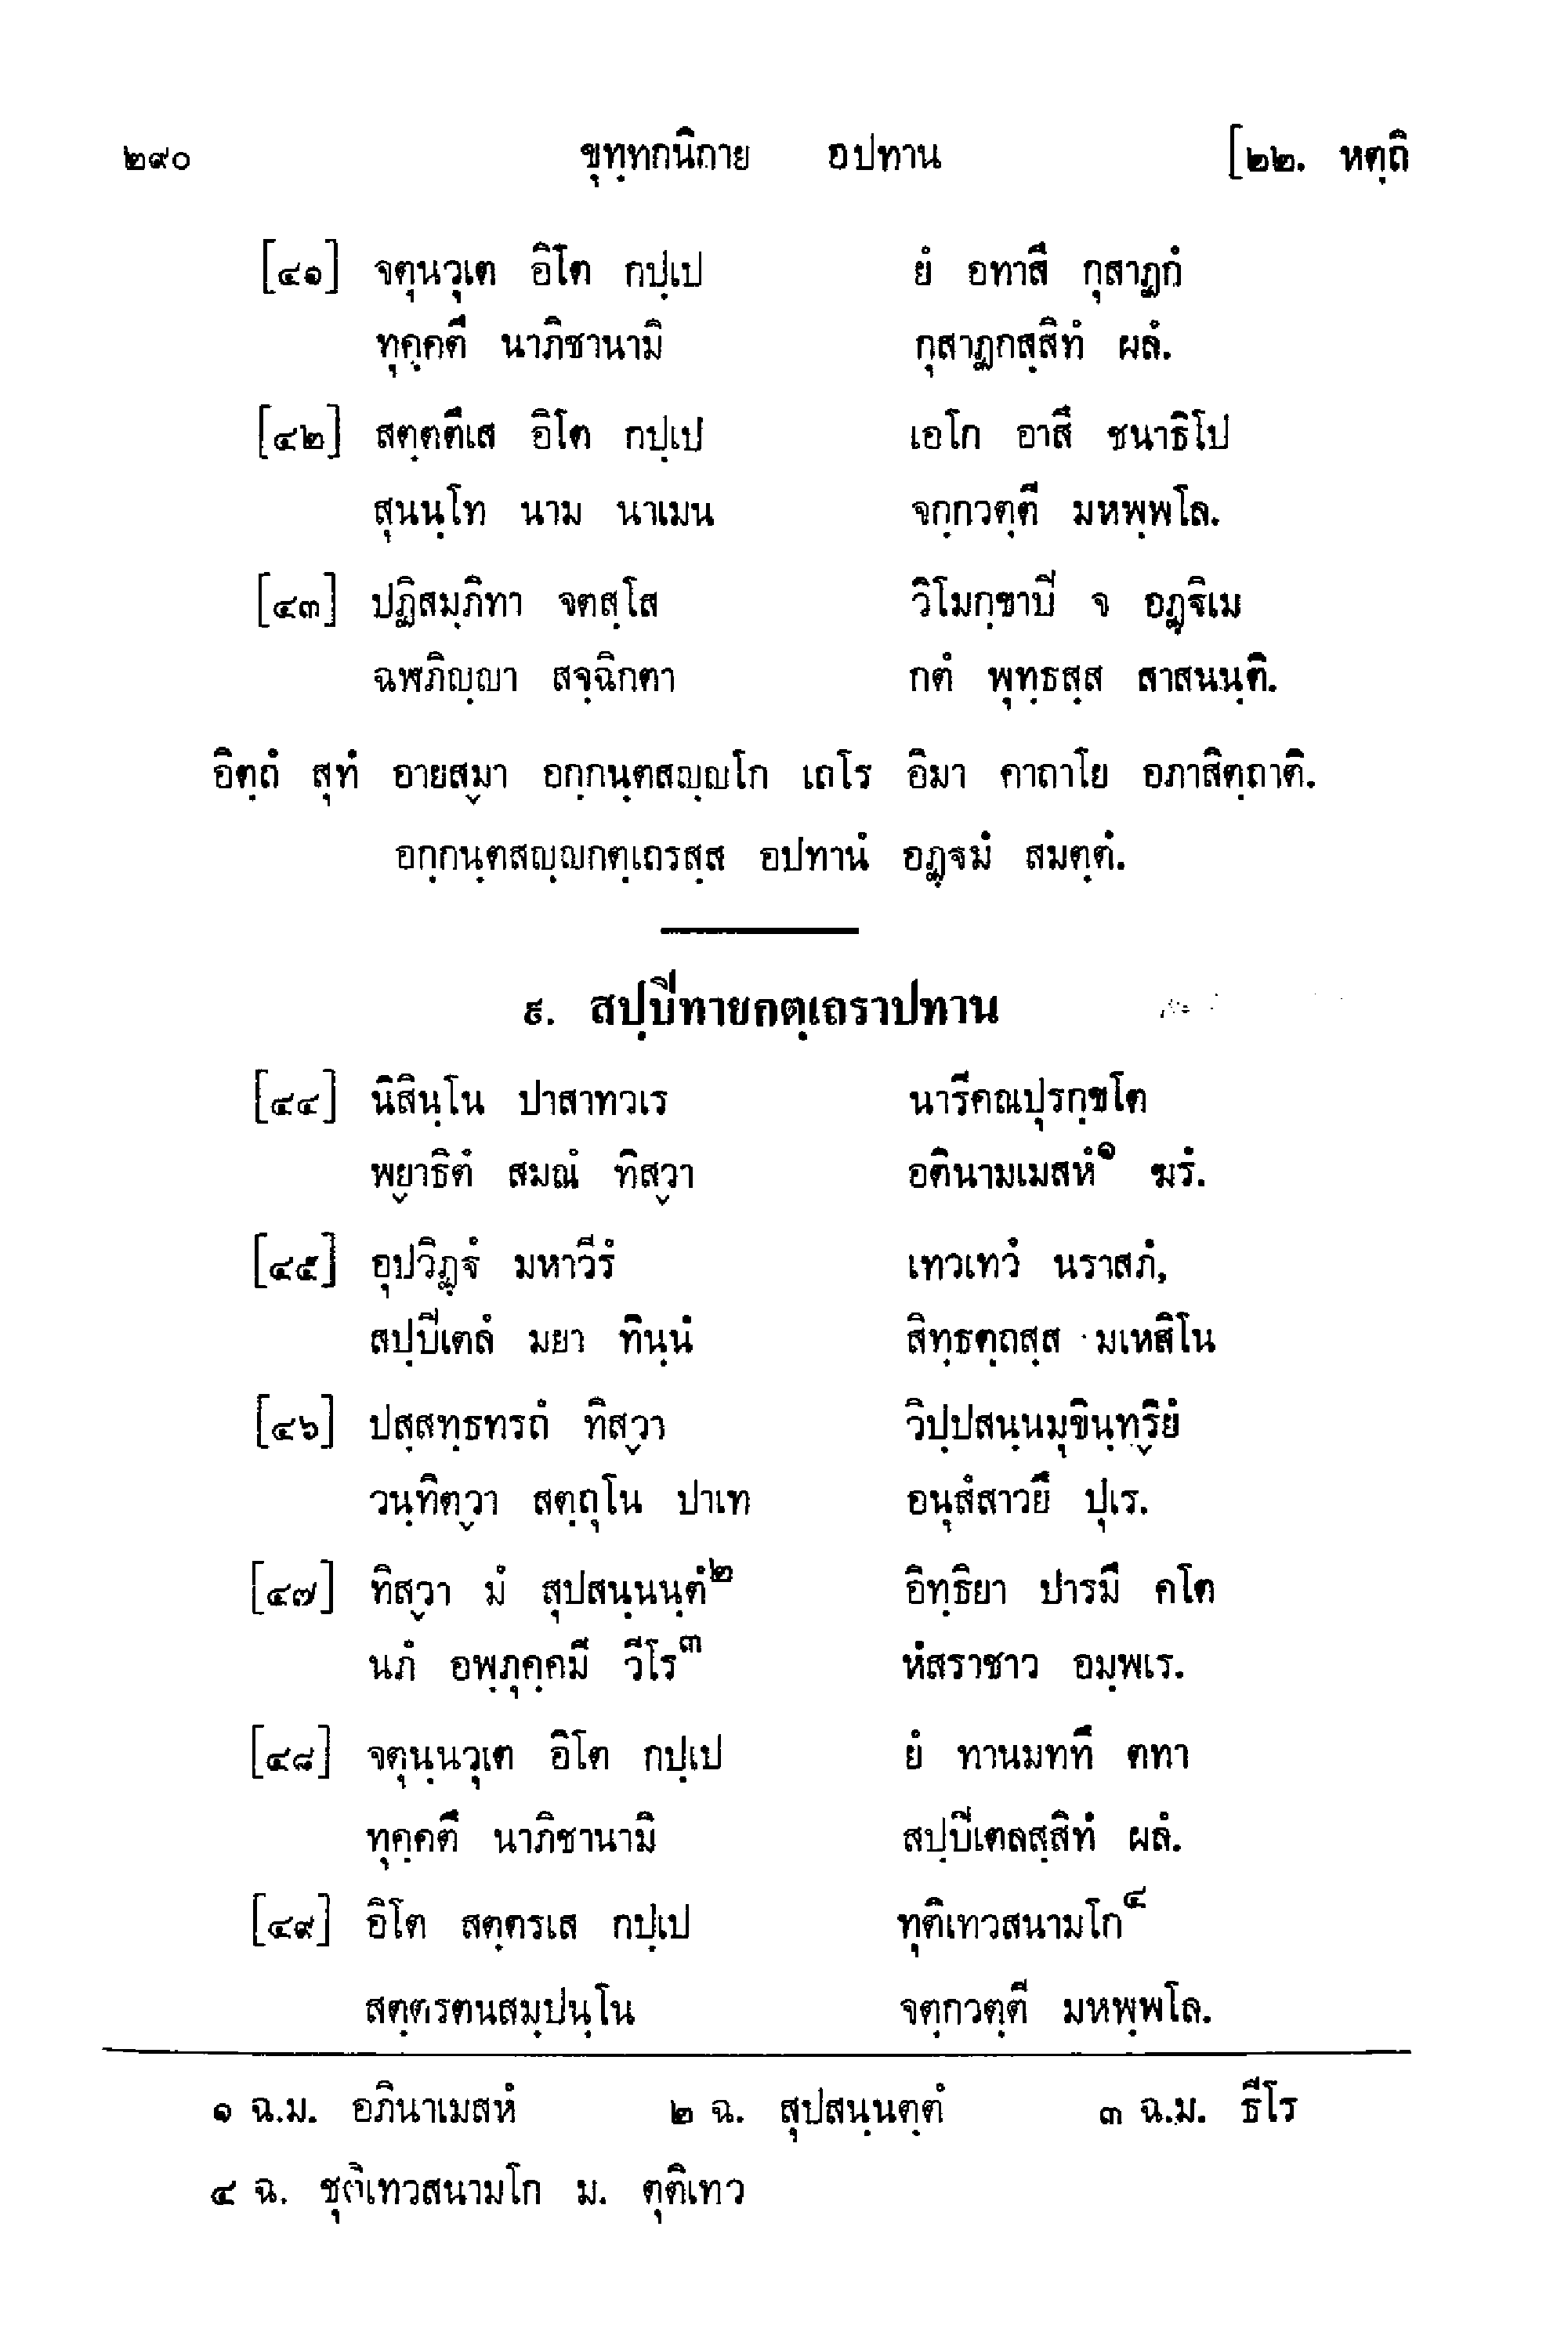 ๒๙๐ ขุทฺทกนิกาย อปทาน [๒๒. หตฺถิ
[๔๑] จตุนวุเต อิโต กปฺเป ยํ อทาสึ กุสาฏกํ
ทุคฺคตึ นาภิชานามิ กุสาฏกสฺสิทํ ผลํ.
[๔๒] สตฺตตึเส อิโต กปฺเป เอโก อาสึ ชนาธิโป
สุนนฺโท นาม นาเมน จกฺกวตฺตี มหพฺพโล.
[๔๓] ปฏิสมฺภิทา จตสฺโส วิโมกฺขาปิ จ อฏฺฐิเม
ฉฬภิญฺญา สจฺฉิกตา กตํ พุทฺธสฺส สาสนนฺติ.
อิตฺถํ สุทํ อายสฺมา อกฺกนฺตสญฺญโก เถโร อิมา คาถาโย อภาสิตฺถาติ.
อกฺกนฺตสญฺญกตฺเถรสฺส อปทานํ อฏฺฐมํ สมตฺตํ.
๙. สปฺปิทายกตฺเถราปทาน
[๔๔] นิสินฺโน ปาสาทวเร นารีคณปุรกฺขโต
พฺยาธิตํ สมณํ ทิสฺวา อตินามเมสหํ๑ ฆรํ.
[๔๕] อุปวิฏฺฐํ มหาวีรํ เทวเทวํ นราสภํ,
สปฺปิเตลํ มยา ทินฺนํ สิทฺธตฺถสฺส มเหสิโน
[๔๖] ปสฺสทฺธทรถํ ทิสฺวา วิปฺปสนฺนมุขินฺทฺริยํ
วนฺทิตฺวา สตฺถุโน ปาเท อนุสํสาวยึ ปุเร.
[๔๗] ทิสฺวา มํ สุปสนฺนนฺตํ๒ อิทฺธิยา ปารมึ คโต
นภํ อพฺภุคฺคมี วีโร๓ หํสราชาว อมฺพเร.
[๔๘] จตุนฺนวุเต อิโต กปฺเป ยํ ทานมททึ ตทา
ทุคฺคตึ นาภิชานามิ สปฺปิเตลสฺสิทํ ผลํ.
[๔๙] อิโต สตฺตรเส กปฺเป ทุติเทวสนามโก๔
สตฺตรตนสมฺปนฺโน จตฺกวตฺตี มหพฺพโล.
๑ ฉ.ม. อภินาเมสหํ ๒ ฉ. สุปสนฺนตฺตํ ๓ ฉ.ม. ธีโร
๔ ฉ. ชุติเทวสนามโก ม. ตุติเทว